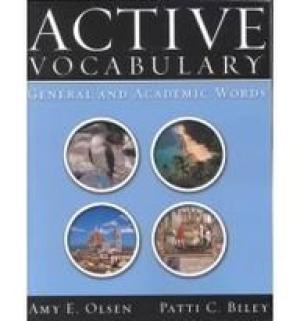 ACTIVE
VOCABULARY
GENERAL AND ACADEMIC WORDS
AMY E. OLSEN PATTI C. BILEY